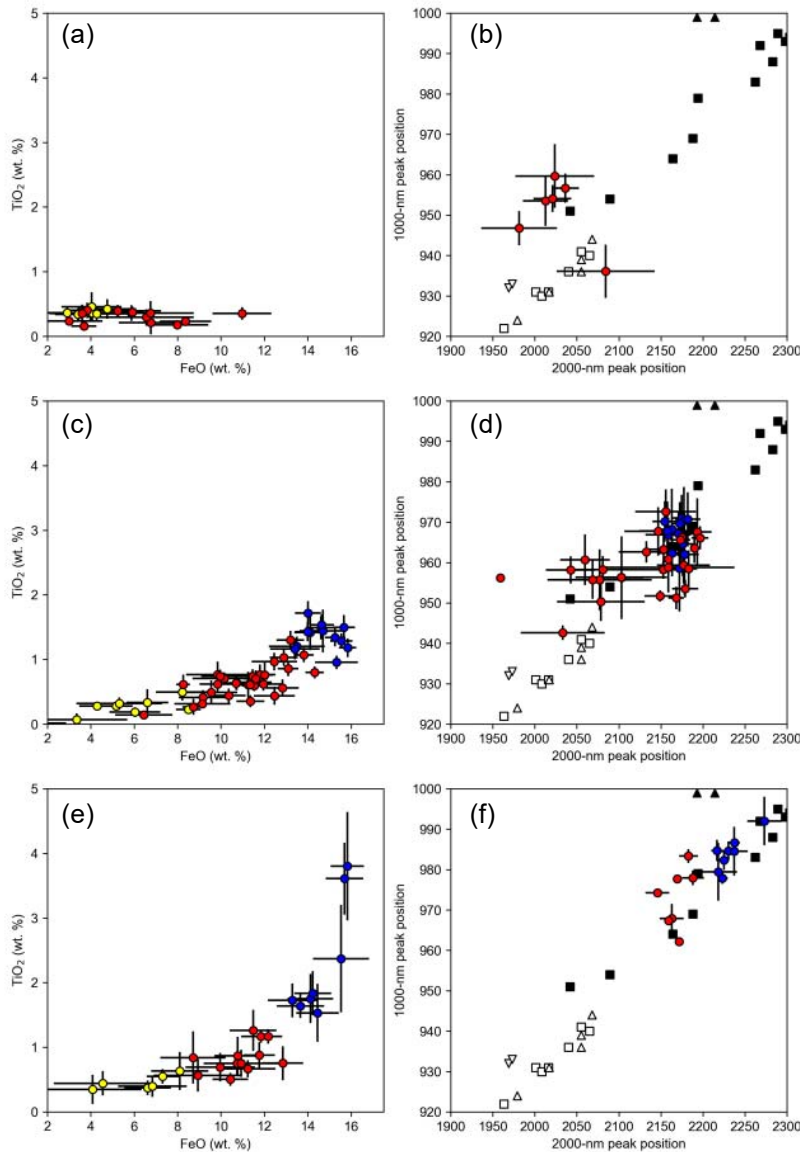 (a)
5
4
3
2
1
0
TiO2 (wt. %)
2 4 6 8 10 12 14 16
FeO (wt. %)
(b)
1000
990
980
970
960
950
940
930
920
1000-nm peak position
1900 1950 2000 2050 2100 2150 2200 2250 2300
2000-nm peak position
(c)
5
4
3
2
1
0
TiO2 (wt. %)
2 4 6 8 10 12 14 16
FeO (wt. %)
(d)
1000
990
980
970
960
950
940
930
920
1000-nm peak position
1900 1950 2000 2050 2100 2150 2200 2250 2300
2000-nm peak position
(e)
5
4
3
2
1
0
TiO2 (wt. %)
2 4 6 8 10 12 14 16
FeO (wt. %)
(f)
1000
990
980
970
960
950
940
930
920
1000-nm peak position
1900 1950 2000 2050 2100 2150 2200 2250 2300
2000-nm peak position